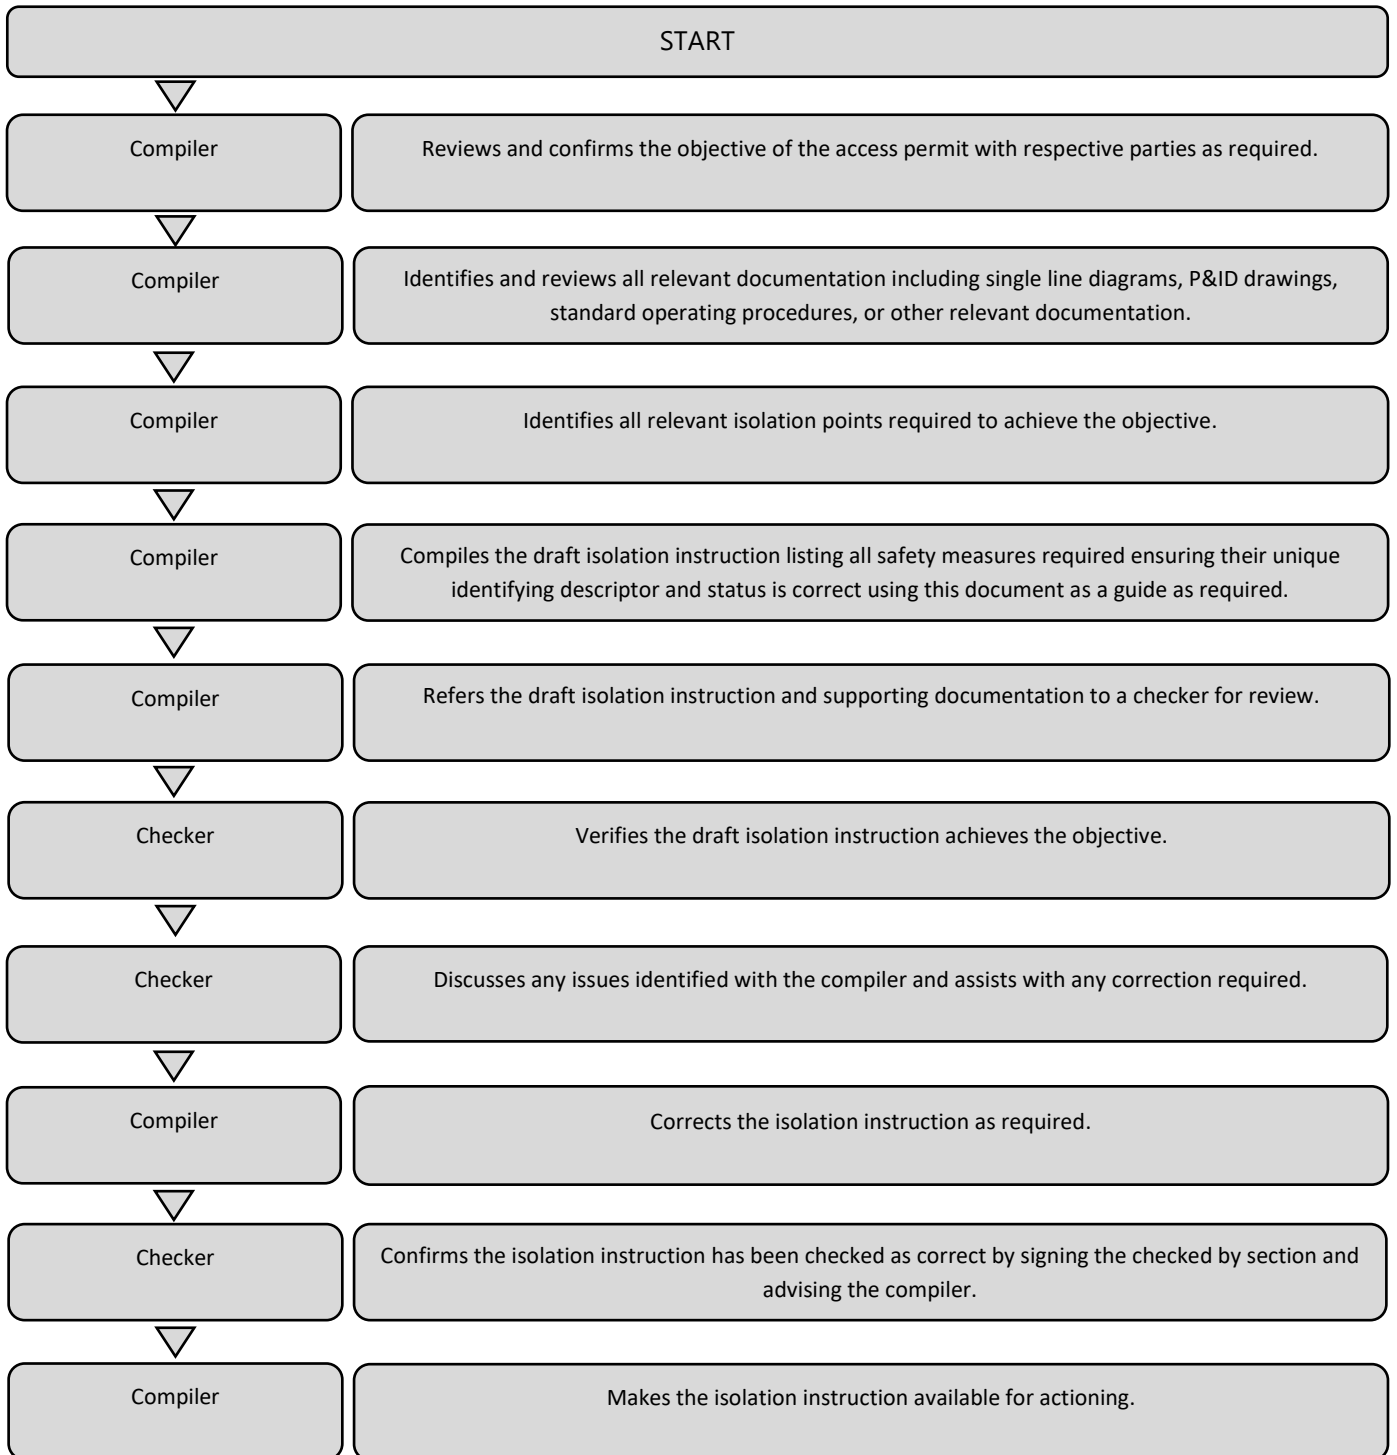 START
Compiler
Reviews and confirms the objective of the access permit with respective parties as required.
Compiler
Identifies and reviews all relevant documentation including single line diagrams, P&ID drawings,
standard operating procedures, or other relevant documentation.
Compiler
Identifies all relevant isolation points required to achieve the objective.
Compiler
Compiles the draft isolation instruction listing all safety measures required ensuring their unique
identifying descriptor and status is correct using this document as a guide as required.
Compiler
Refers the draft isolation instruction and supporting documentation to a checker for review.
Checker
Verifies the draft isolation instruction achieves the objective.
Checker
Discusses any issues identified with the compiler and assists with any correction required.
Compiler
Corrects the isolation instruction as required.
Checker
Confirms the isolation instruction has been checked as correct by signing the checked by section and
advising the compiler.
Compiler
Makes the isolation instruction available for actioning.